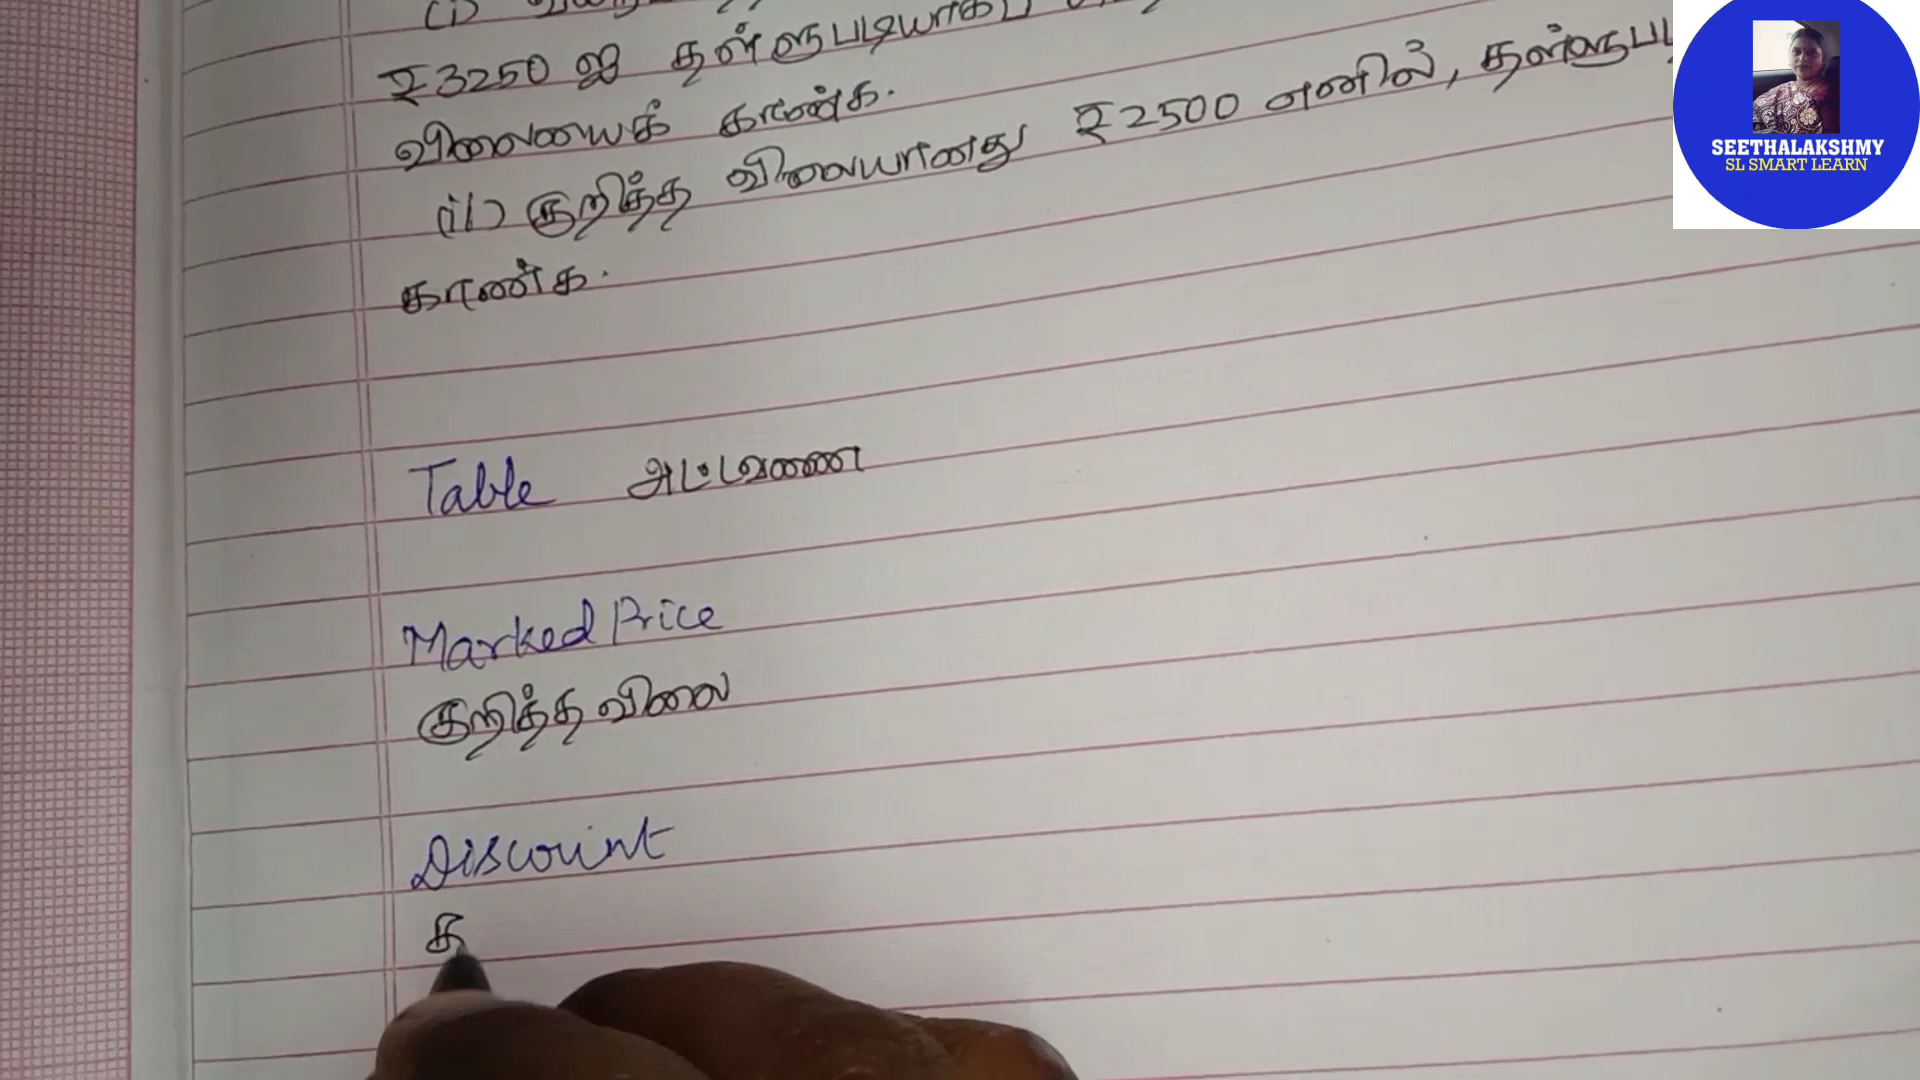 (i)
₹3250 ஐ தள்ளுபடியாகப்
விலையைக் காண்க.
(ii) குறித்த விலையானது ₹2500 எனில், தள்ளுப
காண்க.
Table அட்டவணை
Marked Price
குறித்த விலை
Discount
த
SEETHALAKSHMY
SL SMART LEARN